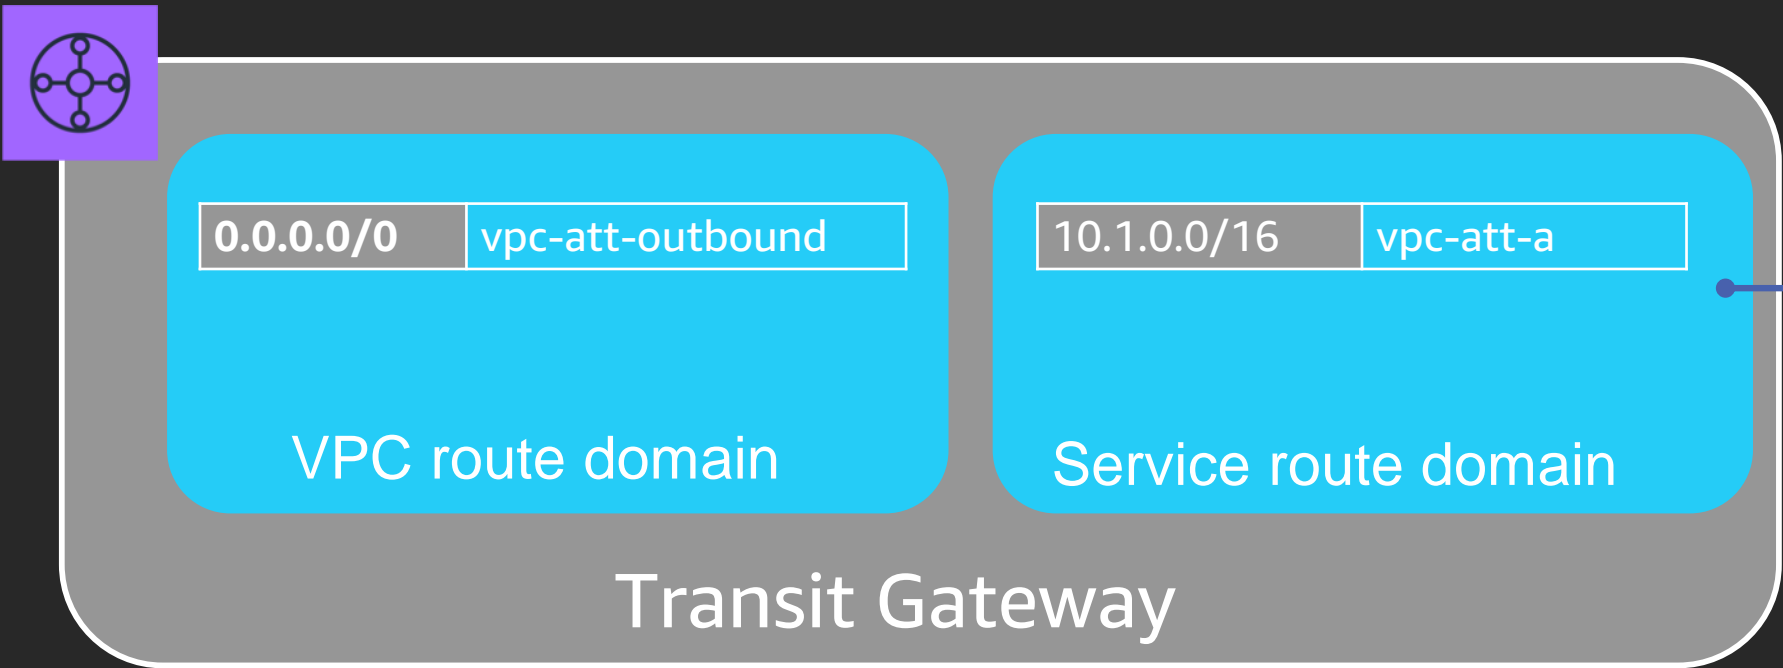 0.0.0.0/0 vpc-att-outbound
10.1.0.0/16 vpc-att-a
VPC route domain
Service route domain
Transit Gateway